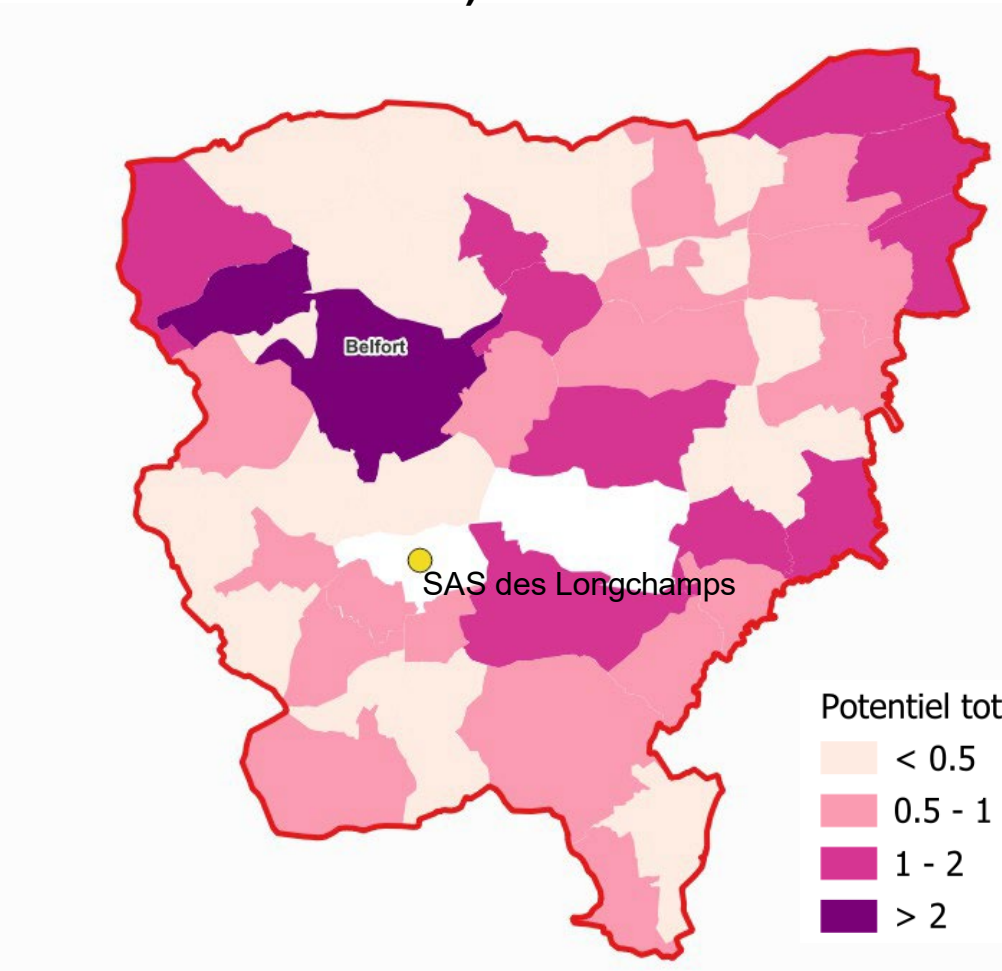 Belfort
SAS des Longchamps
Potentiel tot
< 0.5
0.5 - 1
1 - 2
> 2